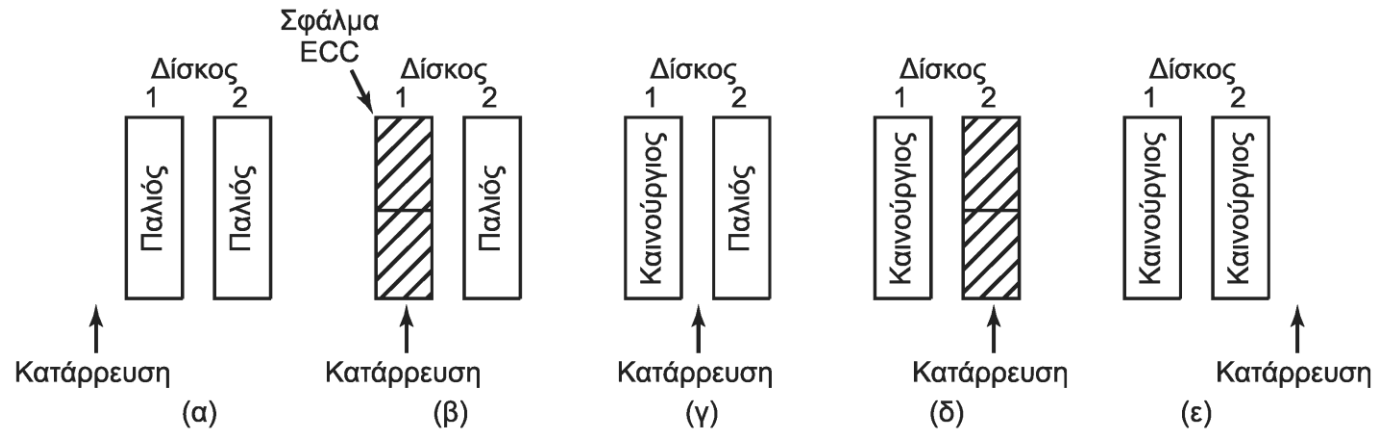 Σφάλμα
ECC
Δίσκος
1 2
Παλιός
Παλιός
Κατάρρευση
(α)
Δίσκος
1 2
Παλιός
Κατάρρευση
(β)
Δίσκος
1 2
Καινούργιος
Παλιός
Κατάρρευση
(γ)
Δίσκος
1 2
Καινούργιος
Κατάρρευση
(δ)
Δίσκος
1 2
Καινούργιος
Καινούργιος
Κατάρρευση
(ε)